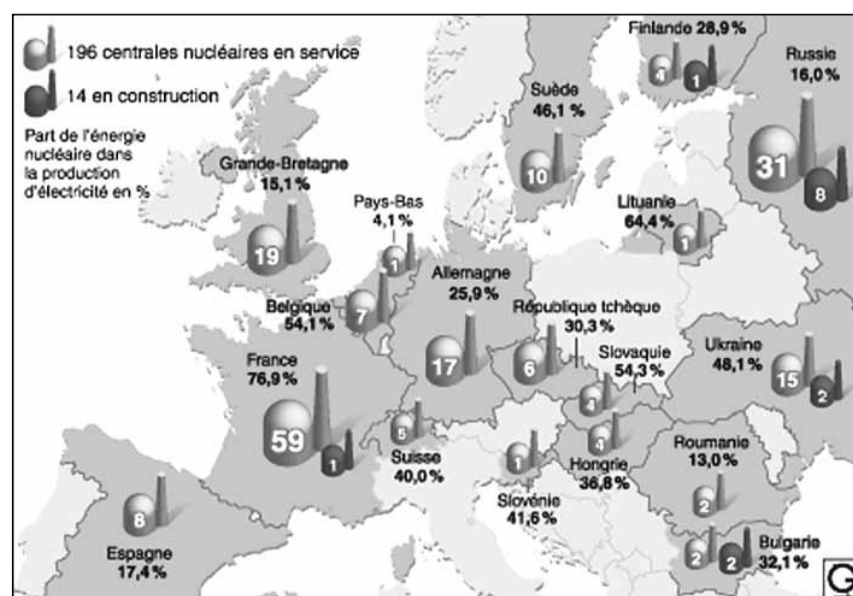 196 centrales nucléaires en service
14 en construction
Part de l'énergie
nucléaire dans
la production
d'électricité en %
Finlande 28,9%
4
1
Russie
16,0%
31
8
Suède
46,1%
10
Grande-Bretagne
15,1%
19
Pays-Bas
4,1%
1
Lituanie
64,4%
1
Belgique
54,1%
7
Allemagne
25,9%
17
République tchèque
30,3%
6
Slovaquie
54,3%
4
Ukraine
48,1%
15
2
France
76,9%
59
1
5
Suisse
40,0%
1
Slovénie
41,6%
4
Hongrie
36,8%
Roumanie
13,0%
2
8
Espagne
17,4%
2
2
Bulgarie
32,1%
G